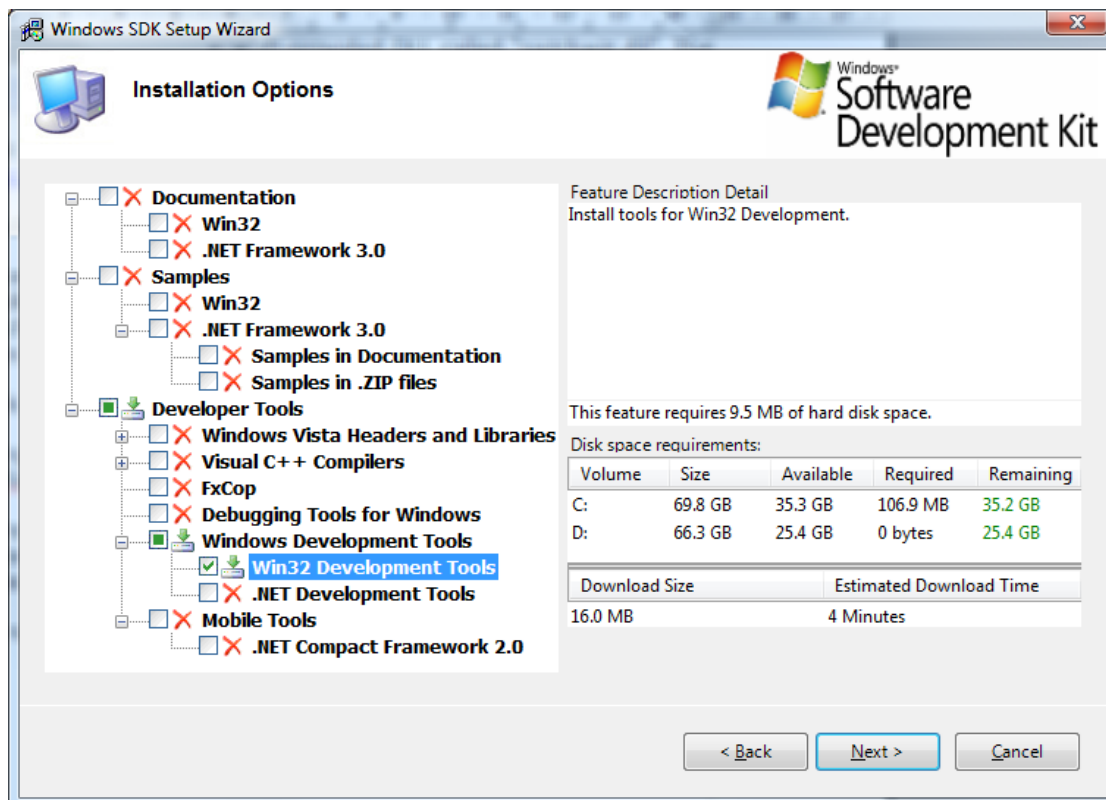 Windows SDK Setup Wizard
Installation Options
Windows
Software
Development Kit
Documentation
Win32
.NET Framework 3.0
Samples
Win32
.NET Framework 3.0
Samples in Documentation
Samples in .ZIP files
Developer Tools
Windows Vista Headers and Libraries
Visual C++ Compilers
FxCop
Debugging Tools for Windows
Windows Development Tools
Win32 Development Tools
.NET Development Tools
Mobile Tools
.NET Compact Framework 2.0
Feature Description Detail
Install tools for Win32 Development.
This feature requires 9.5 MB of hard disk space.
Disk space requirements:
Volume Size Available Required Remaining
C: 69.8 GB 35.3 GB 106.9 MB 35.2 GB
D: 66.3 GB 25.4 GB 0 bytes 25.4 GB
Download Size Estimated Download Time
16.0 MB 4 Minutes
< Back Next > Cancel